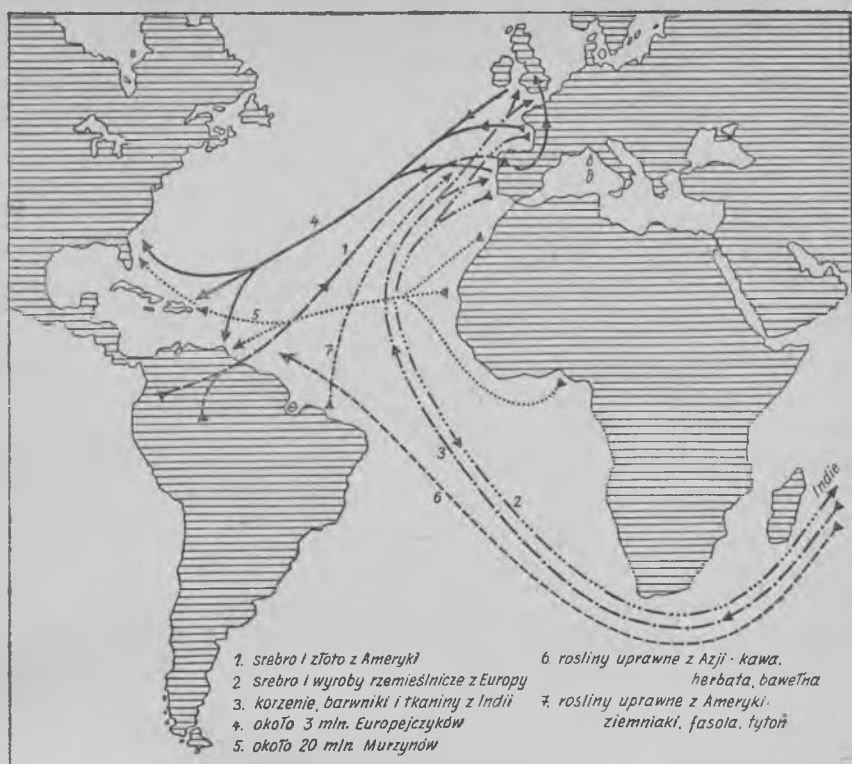 4
1
5
7
3
2
6
Indie
1. srebro i złoto z Ameryki
2 srebro i wyroby rzemieślnicze z Europy
3. korzenie, barwniki i tkaniny z Indii
4. około 3 mln. Europejczyków
5. około 20 mln. Murzynów
6. rosliny uprawne z Azji - kawa,
herbata, bawełna
7. rosliny uprawne z Ameryki-
ziemniaki, fasola, tytoń